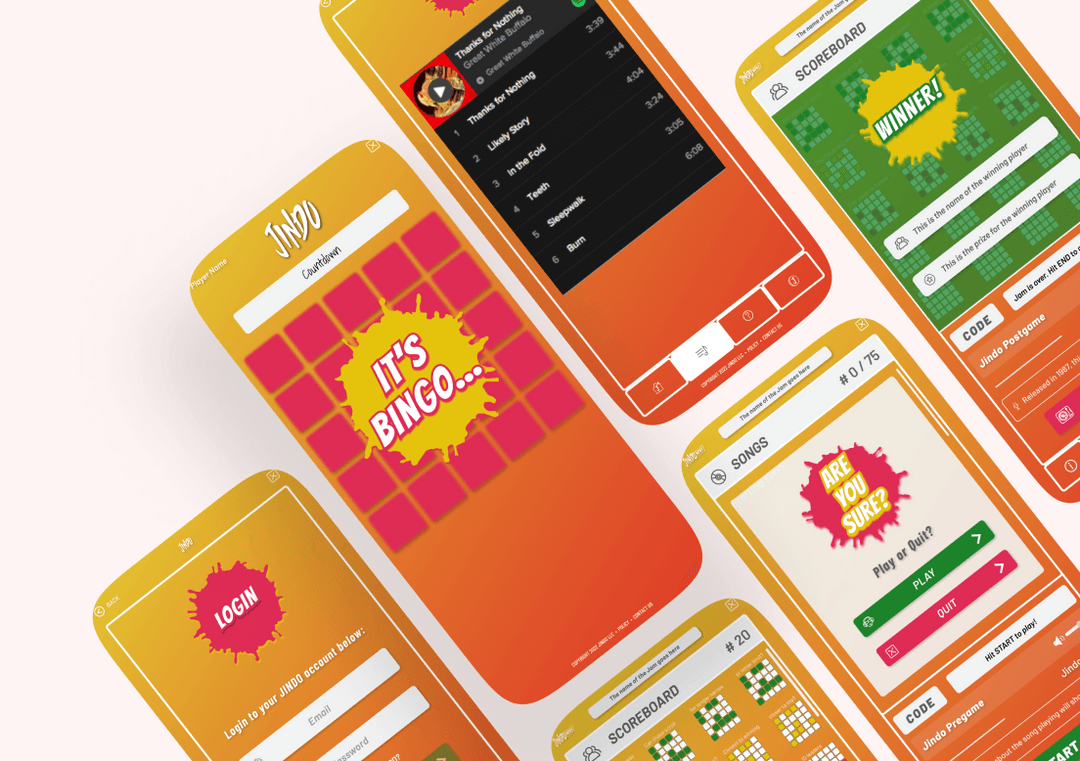 Thanks for Nothing
Great White Buffalo
Great White Buffalo
1 Thanks for Nothing 3:39
2 Likely Story 3:44
3 In the Fold 4:04
4 Teeth 3:24
5 Sleepwalk 3:05
6 Burn 6:08
COPYRIGHT 2022 JINDO LLC • POLICY • CONTACT US
The name of the Jam goes
SCOREBOARD
WINNER!
This is the name of the winning player
This is the prize for the winning player
CODE
Jam is over. Hit END to
Jindo Postgame
Released in 1987, this
Player Name
JINDO
Countdown
IT'S
BINGO...
COPYRIGHT 2022 JINDO LLC • POLICY • CONTACT US
The name of the Jam goes here
SONGS
# 0 / 75
ARE
YOU
SURE?
Play or Quit?
PLAY
QUIT
CODE
Hit START to play!
Jindo Pregame
Jindo
about the song playing will
START
BACK
JINDO
LOGIN
Login to your JINDO account below:
Email
Password
The name of the Jam goes here
SCOREBOARD
# 20